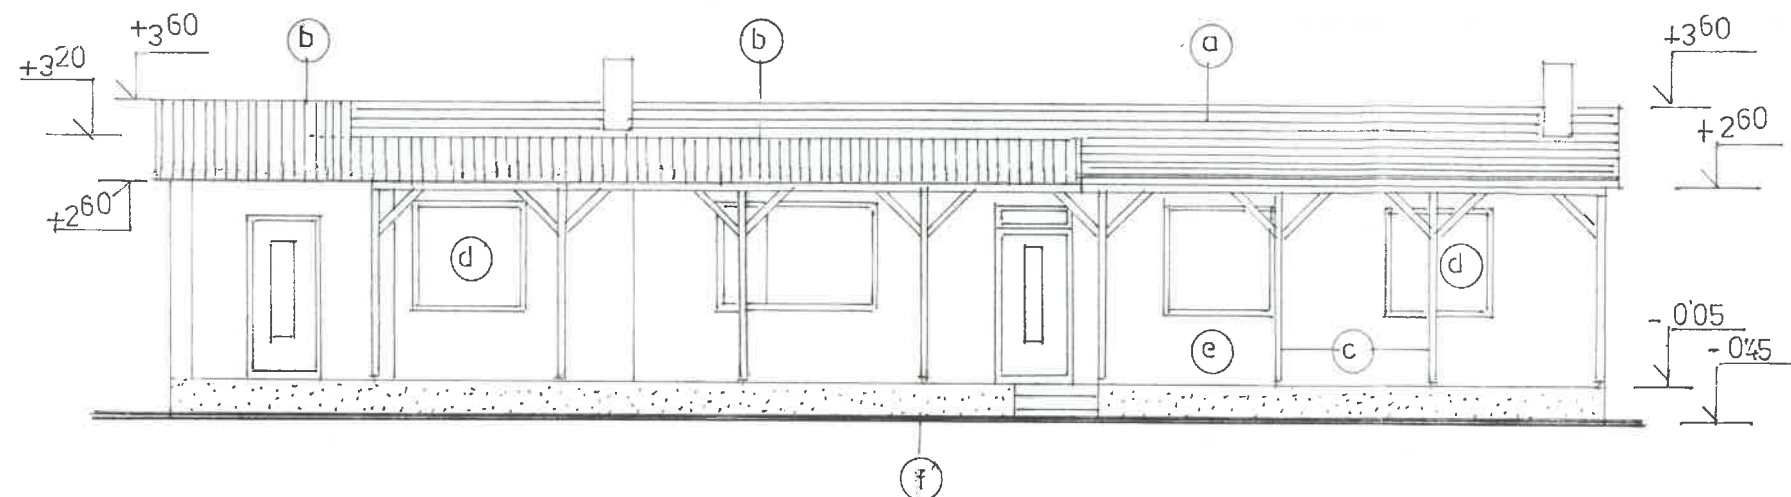 +3⁶⁰
b
b
a
+3⁶⁰
+3²⁰
+2⁶⁰
+2⁶⁰
d
d
e
c
- 0'05
- 0'45
f